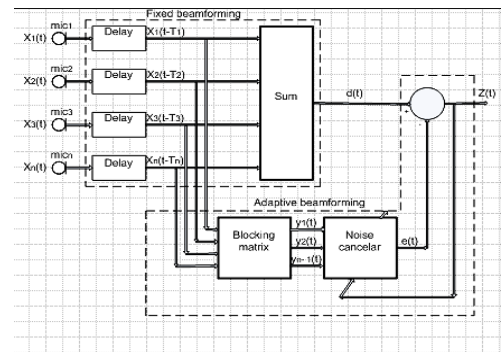 Fixed beamforming
mic1
X1(t)
Delay
X1(t-T1)
mic2
X2(t)
Delay
X2(t-T2)
Sum
d(t)
Z(t)
+
-
mic3
X3(t)
Delay
X3(t-T3)
micn
Xn(t)
Delay
Xn(t-Tn)
Adaptive beamforming
Blocking
matrix
y1(t)
y2(t)
yn-1(t)
Noise
cancelar
e(t)